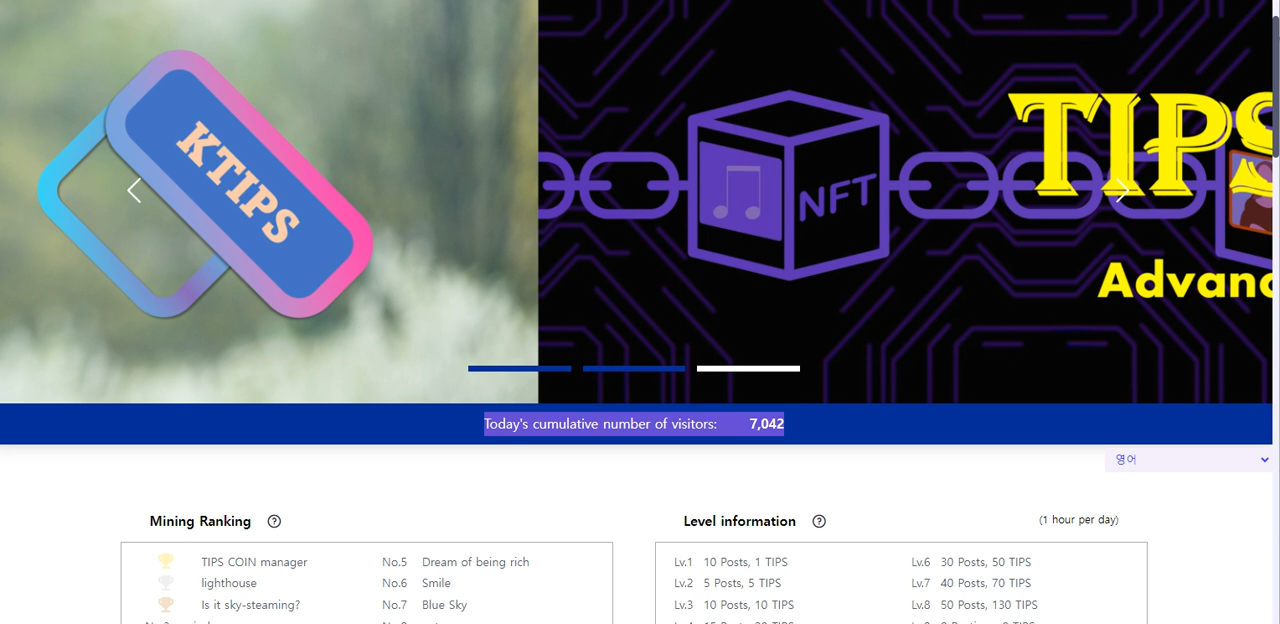 KTIPS
NFT
TIPS
Advanc
Today's cumulative number of visitors: 7,042
영어
Mining Ranking ?
Level information ? (1 hour per day)
TIPS COIN manager No.5 Dream of being rich
lighthouse No.6 Smile
Is it sky-steaming? No.7 Blue Sky
Lv.1 10 Posts, 1 TIPS Lv.6 30 Posts, 50 TIPS
Lv.2 5 Posts, 5 TIPS Lv.7 40 Posts, 70 TIPS
Lv.3 10 Posts, 10 TIPS Lv.8 50 Posts, 130 TIPS